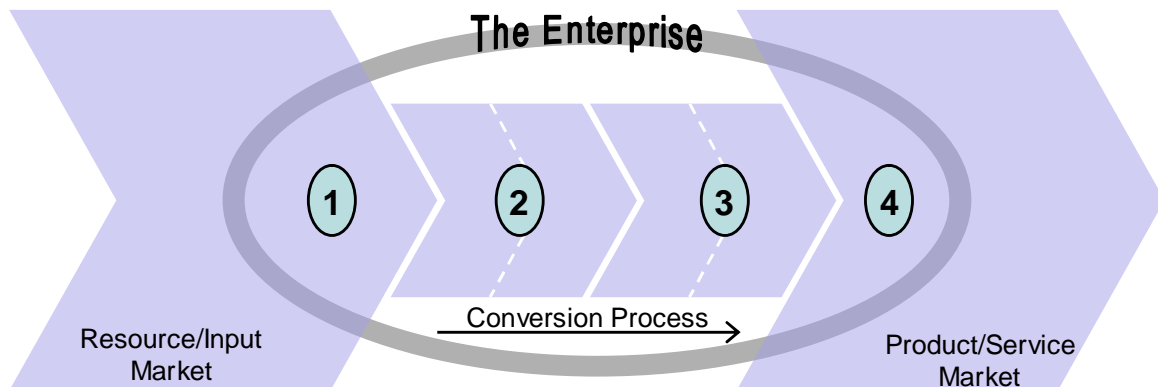 The Enterprise
1
2
3
4
Conversion Process
Resource/Input
Market
Product/Service
Market